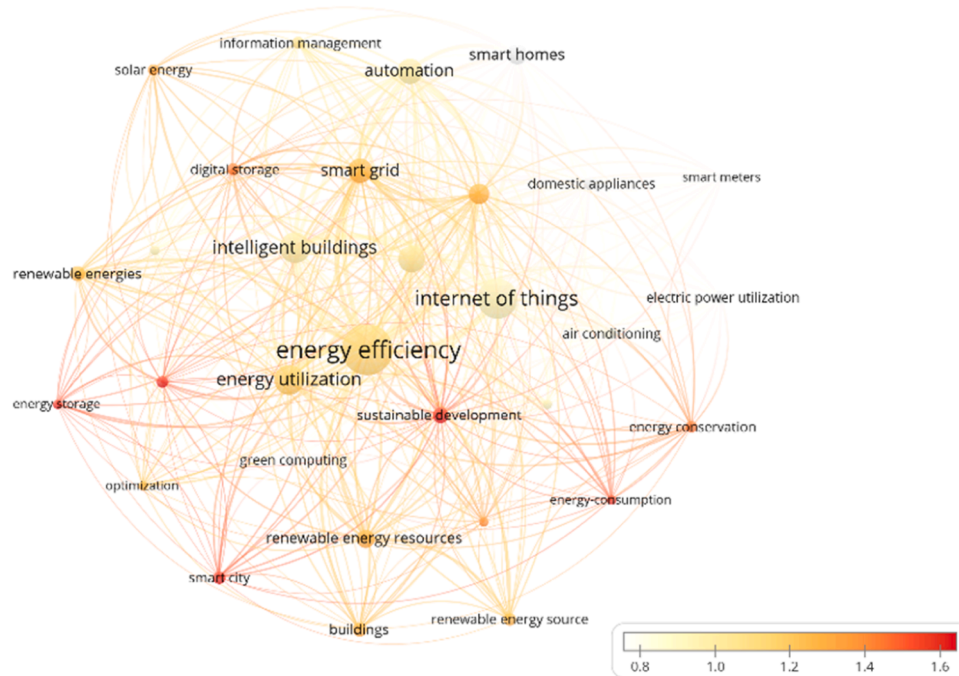 information management
smart homes
solar energy
automation
digital storage
smart grid
domestic appliances
smart meters
intelligent buildings
renewable energies
internet of things
electric power utilization
air conditioning
energy efficiency
energy utilization
energy storage
sustainable development
energy conservation
green computing
optimization
energy-consumption
renewable energy resources
smart city
buildings
renewable energy source
0.8 1.0 1.2 1.4 1.6